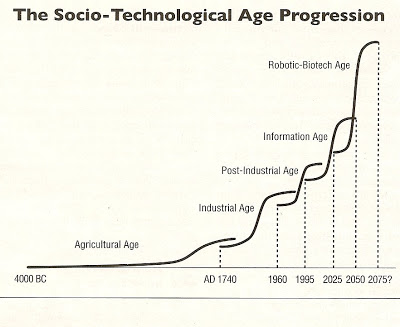 The Socio-Technological Age Progression
Robotic-Biotech Age
Information Age
Post-Industrial Age
Industrial Age
Agricultural Age
4000 BC AD 1740 1960 1995 2025 2050 2075?